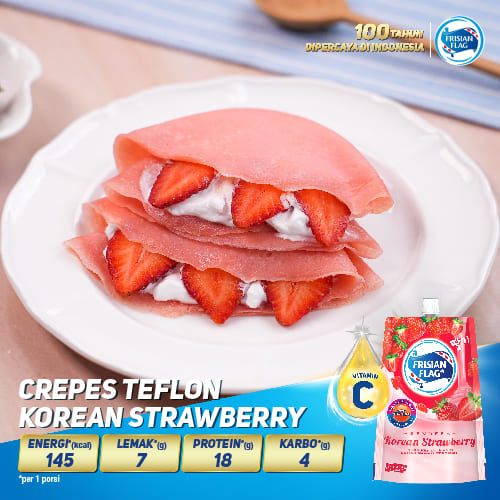 100 TAHUN
DIPERCAYA DI INDONESIA
FRISIAN
FLAG
CREPES TEFLON
KOREAN STRAWBERRY
ENERGI*(kcal)
145
LEMAK*(g)
7
PROTEIN*(g)
18
KARBO*(g)
4
*per 1 porsi
VITAMIN
C
FRISIAN
FLAG
Korean Strawberry